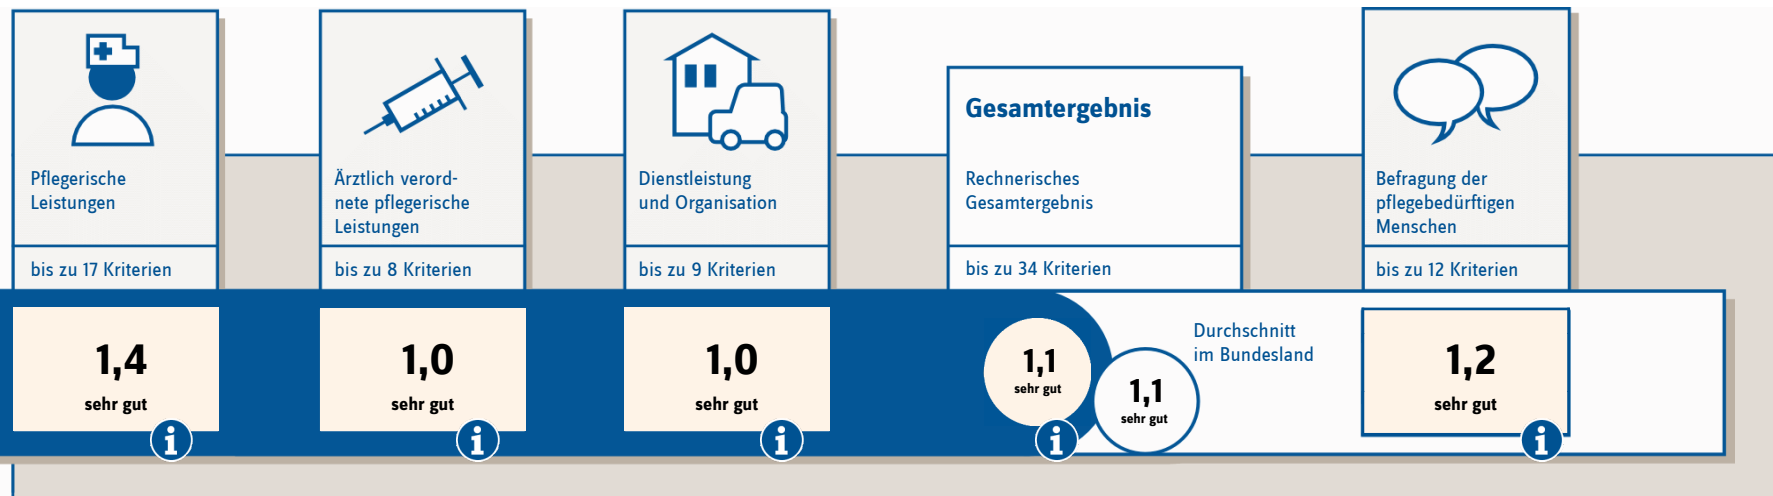 Pflegerische
Leistungen
bis zu 17 Kriterien
1,4
sehr gut
i
Ärztlich verord-
nete pflegerische
Leistungen
bis zu 8 Kriterien
1,0
sehr gut
i
Dienstleistung
und Organisation
bis zu 9 Kriterien
1,0
sehr gut
i
Gesamtergebnis
Rechnerisches
Gesamtergebnis
bis zu 34 Kriterien
1,1
sehr gut
i
1,1
sehr gut
Durchschnitt
im Bundesland
Befragung der
pflegebedürftigen
Menschen
bis zu 12 Kriterien
1,2
sehr gut
i